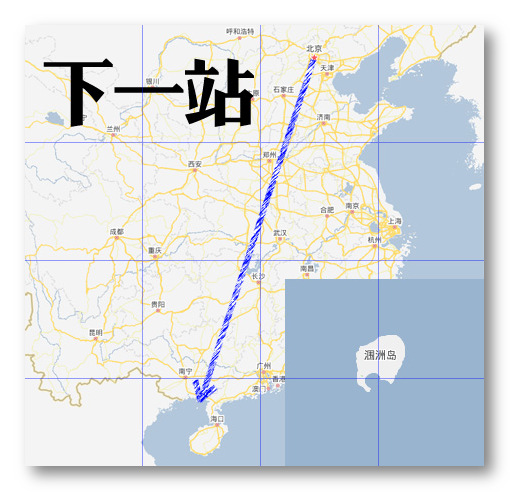 下一站
呼和浩特
北京
天津
银川
石家庄
原
宁
兰州
济南
西安
郑州
合肥
南京
上海
成都
武汉
杭州
重庆
长沙
南昌
贵阳
昆明
涠洲岛
南宁
广州
香港
澳门
海口